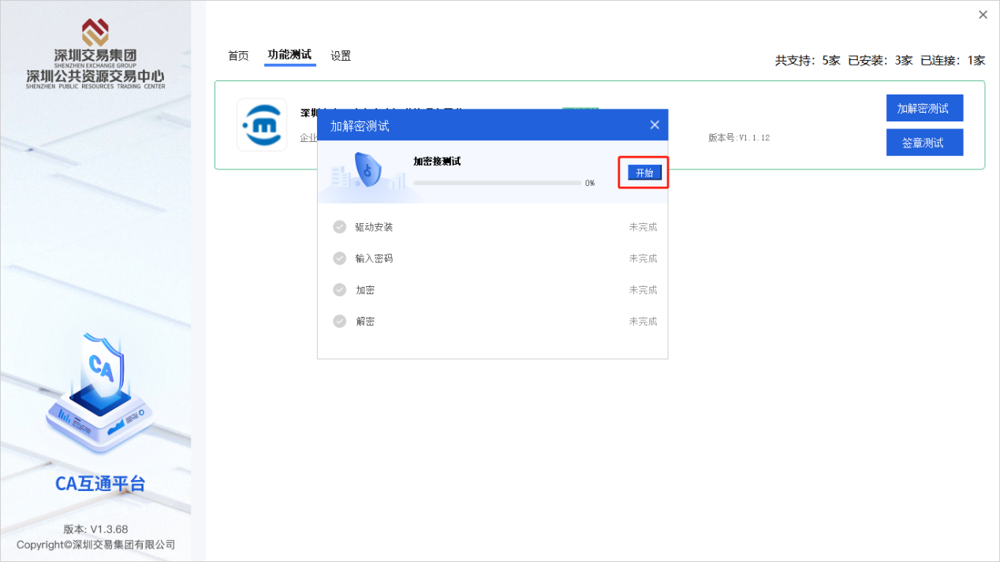 深圳交易集团
SHENZHEN EXCHANGE GROUP
深圳公共资源交易中心
SHENZHEN PUBLIC RESOURCES TRADING CENTER
CA
CA互通平台
版本: V1.3.68
Copyright©深圳交易集团有限公司
首页 功能测试 设置
共支持：5家 已安装：3家 已连接：1家
深圳
企业
版本号:V1.1.12
加解密测试
签章测试
加解密测试
加密接测试
0%
开始
驱动安装 未完成
输入密码 未完成
加密 未完成
解密 未完成